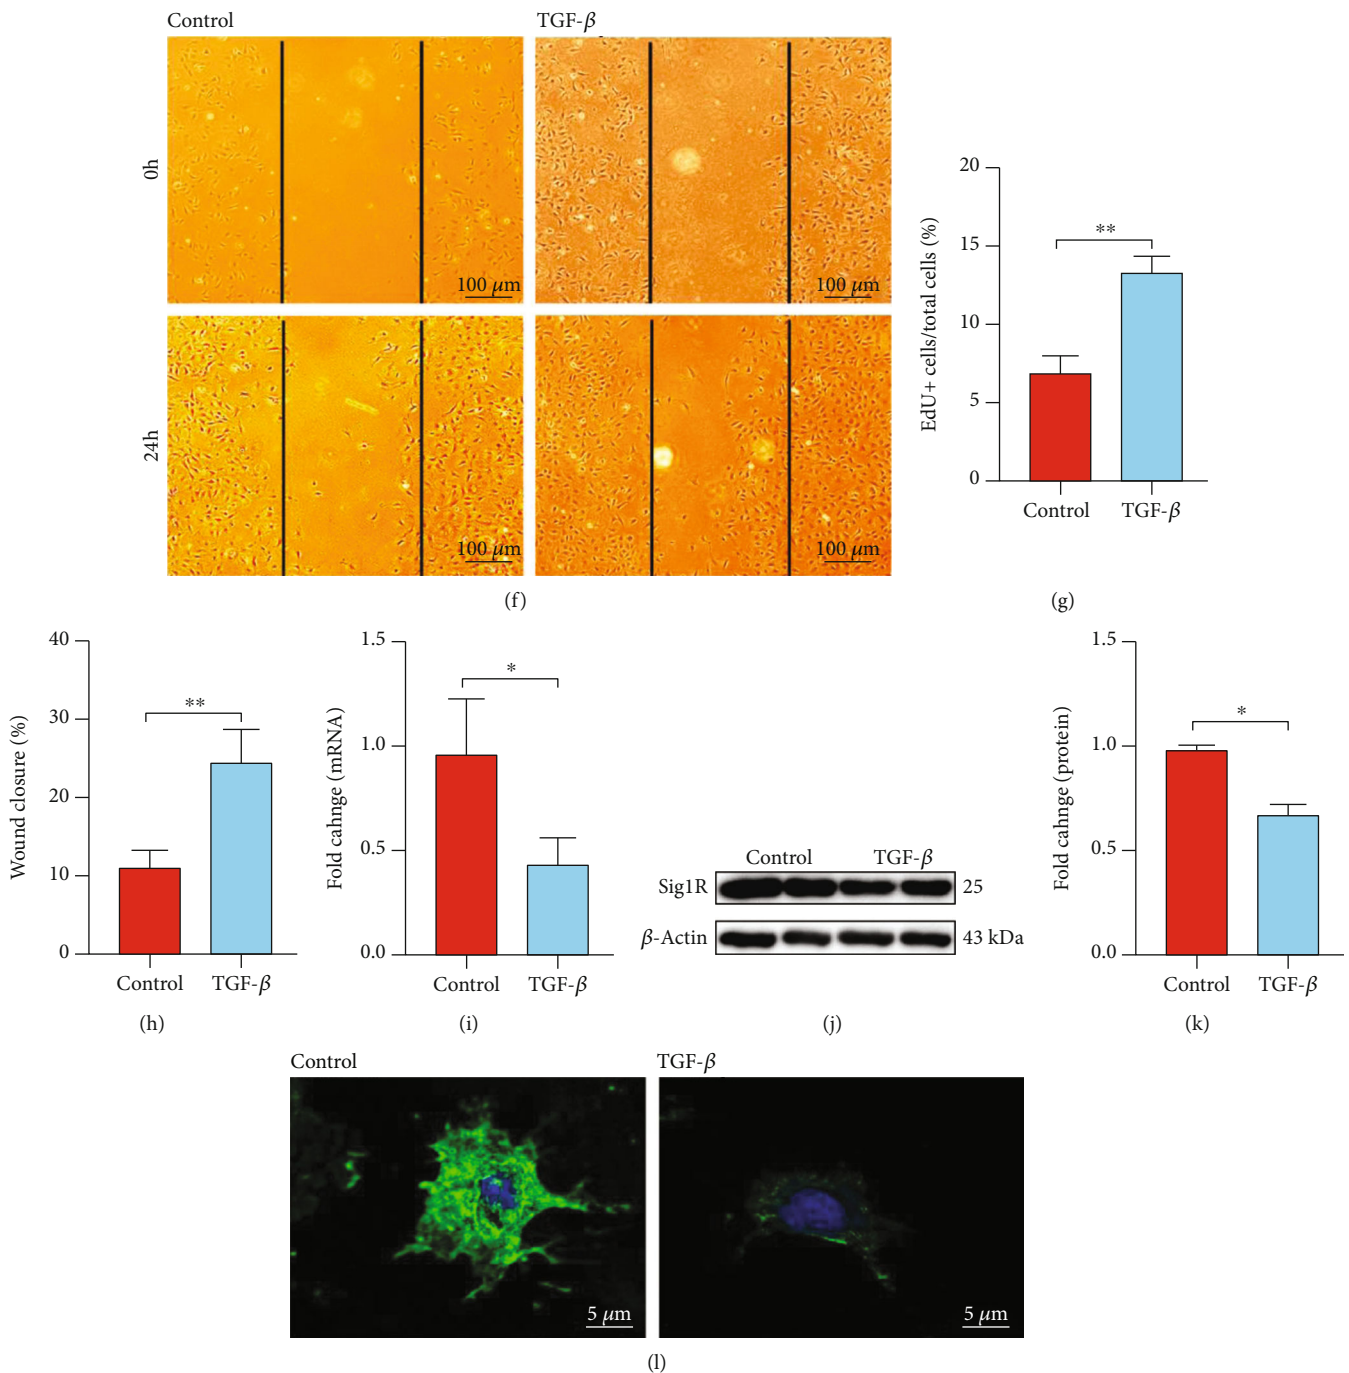 Control
TGF-β
0h
100 µm
100 µm
24h
100 µm
100 µm
(f)
EdU+ cells/total cells (%)
20
15
10
5
0
**
Control
TGF-β
(g)
Wound closure (%)
40
30
20
10
0
**
Control
TGF-β
(h)
Fold cahnge (mRNA)
1.5
1.0
0.5
0.0
*
Control
TGF-β
(i)
Control
TGF-β
Sig1R
25
β-Actin
43 kDa
(j)
Fold cahnge (protein)
1.5
1.0
0.5
0.0
*
Control
TGF-β
(k)
Control
TGF-β
5 µm
5 µm
(l)